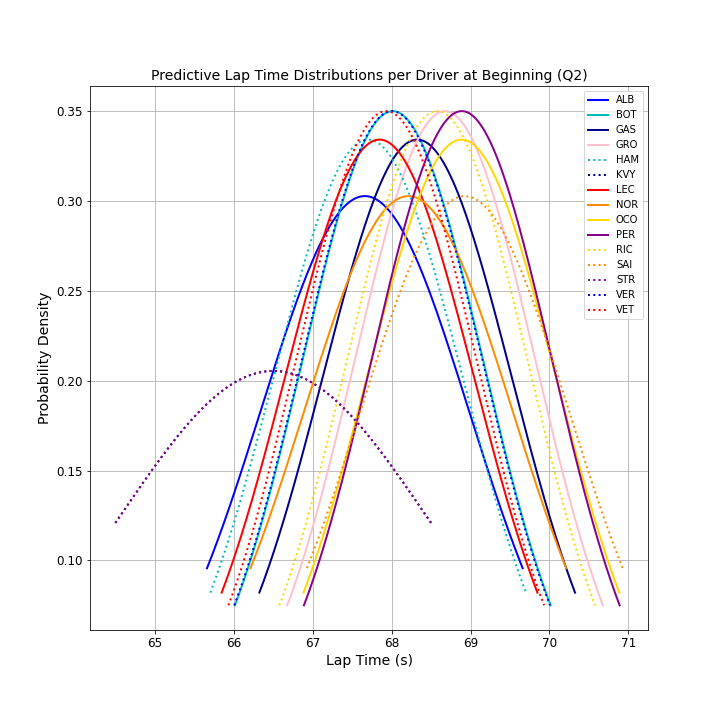 Predictive Lap Time Distributions per Driver at Beginning (Q2)
0.35
0.30
0.25
0.20
0.15
0.10
Probability Density
65 66 67 68 69 70 71
Lap Time (s)
ALB
BOT
GAS
GRO
HAM
KVY
LEC
NOR
OCO
PER
RIC
SAI
STR
VER
VET